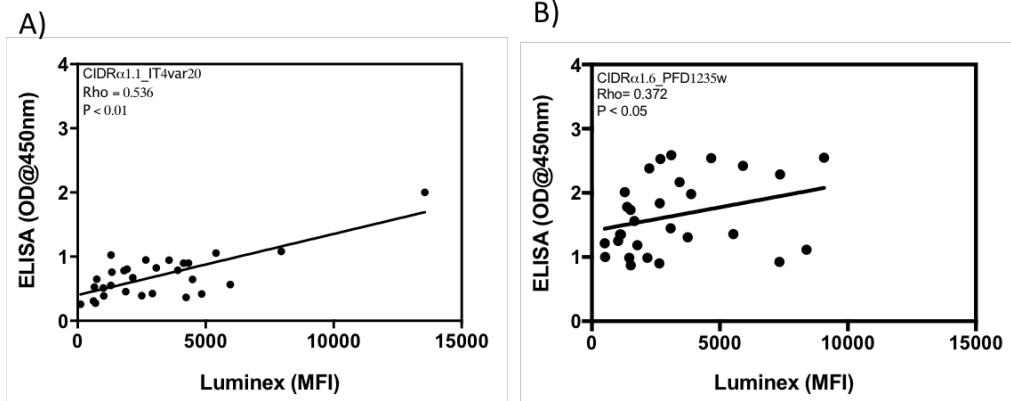 A)
CIDRα1.1_IT4var20
Rho = 0.536
P < 0.01
ELISA (OD@450nm)
4
3
2
1
0
0 5000 10000 15000
Luminex (MFI)
B)
CIDRα1.6_PFD1235w
Rho= 0.372
P < 0.05
ELISA (OD@450nm)
4
3
2
1
0
0 5000 10000 15000
Luminex (MFI)